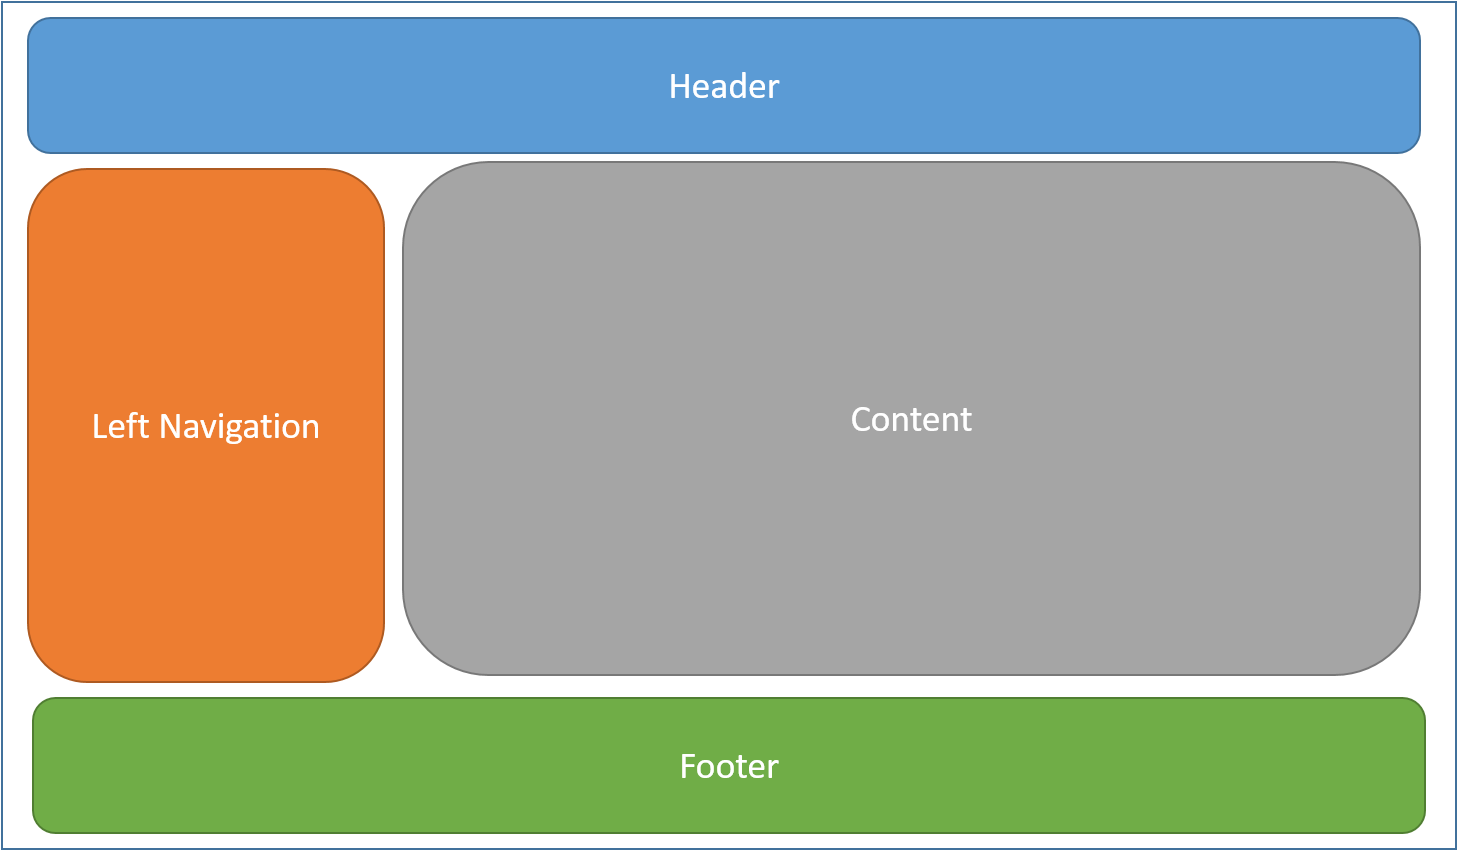 Header
Left Navigation
Content
Footer